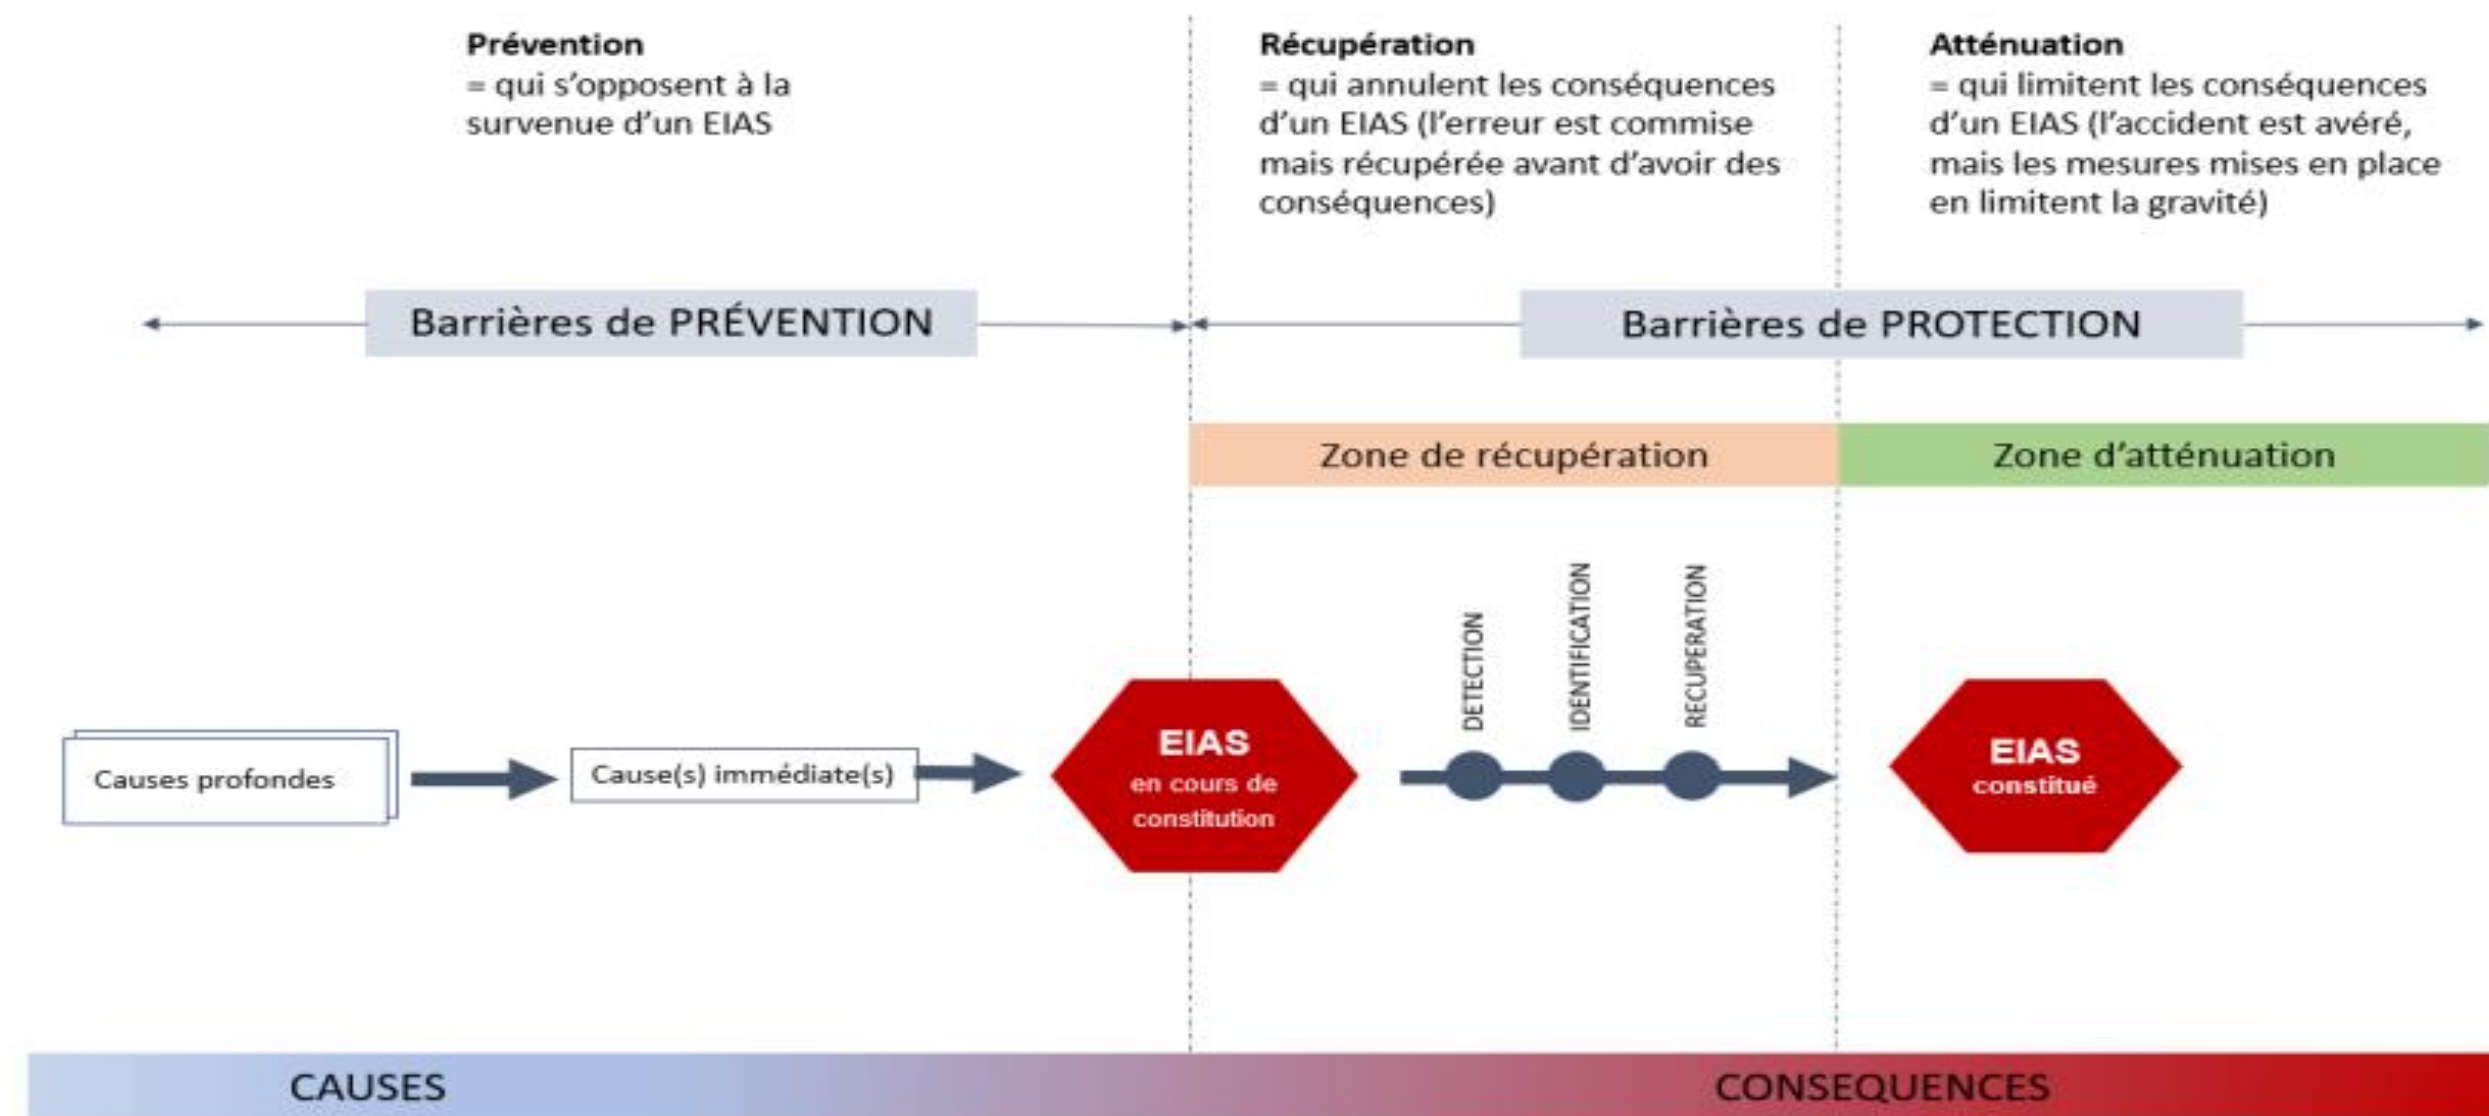 Prévention
= qui s'opposent à la
survenue d'un EIAS
Récupération
= qui annulent les conséquences
d'un EIAS (l'erreur est commise
mais récupérée avant d'avoir des
conséquences)
Atténuation
= qui limitent les conséquences
d'un EIAS (l'accident est avéré,
mais les mesures mises en place
en limitent la gravité)
Barrières de PRÉVENTION
Barrières de PROTECTION
Zone de récupération
Zone d'atténuation
Causes profondes
Cause(s) immédiate(s)
EIAS
en cours de
constitution
DETECTION
IDENTIFICATION
RECUPERATION
EIAS
constitué
CAUSES
CONSEQUENCES